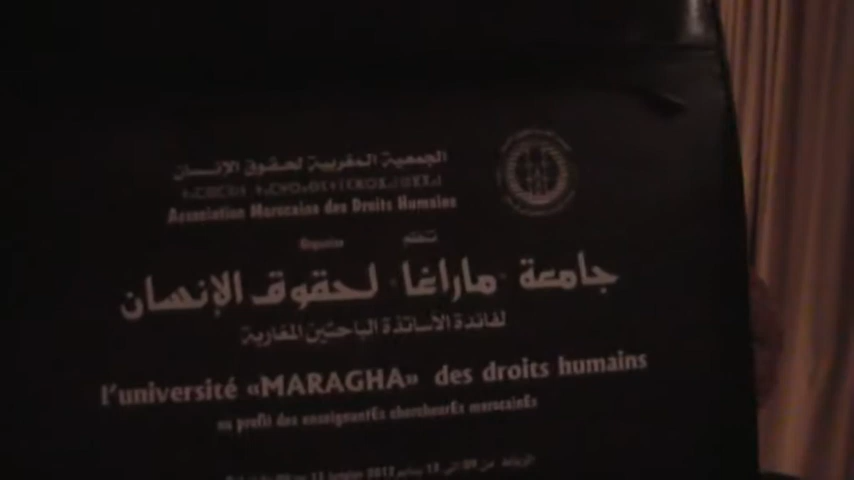 الجمعية المغربية لحقوق الإنسان
Association Marocaine des Droits Humains
Organise تنظم
جامعة "ماراغا" لحقوق الإنسان
لفائدة الأساتذة الباحثين المغاربة
l'université «MARAGHA» des droits humains
au profit des enseignantEs chercheurEs marocainEs